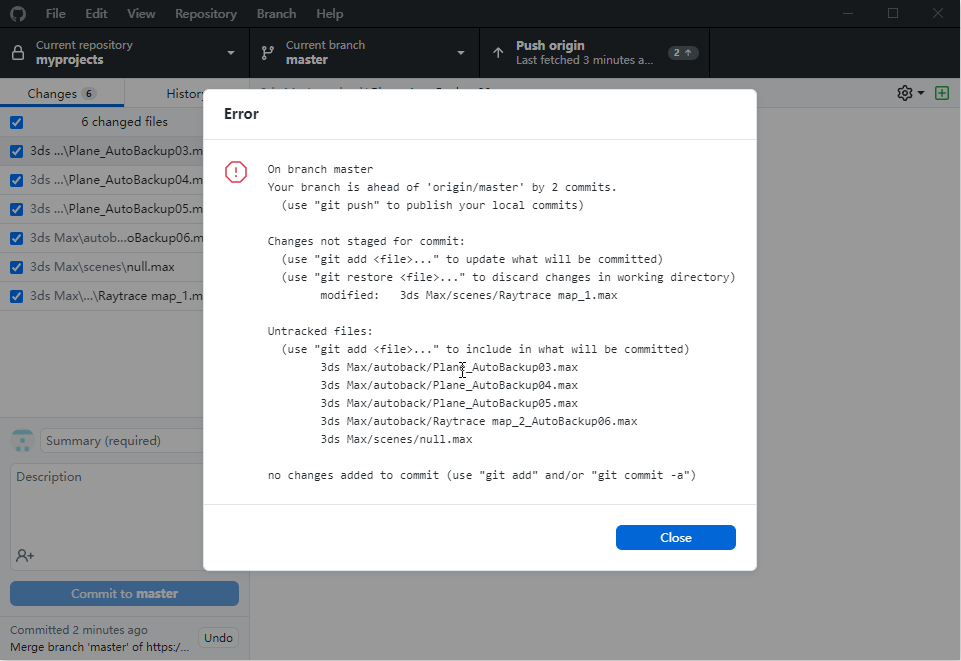 File Edit View Repository Branch Help
Current repository
myprojects
Current branch
master
Push origin
Last fetched 3 minutes a...
2
Changes 6
History
6 changed files
3ds ...\Plane_AutoBackup03.m
3ds ...\Plane_AutoBackup04.m
3ds ...\Plane_AutoBackup05.m
3ds Max\autob...oBackup06.m
3ds Max\scenes\null.max
3ds Max\...\Raytrace map_1.m
Summary (required)
Description
Commit to master
Committed 2 minutes ago
Merge branch 'master' of https:/...
Undo
Error
On branch master
Your branch is ahead of 'origin/master' by 2 commits.
(use "git push" to publish your local commits)
Changes not staged for commit:
(use "git add <file>..." to update what will be committed)
(use "git restore <file>..." to discard changes in working directory)
modified: 3ds Max/scenes/Raytrace map_1.max
Untracked files:
(use "git add <file>..." to include in what will be committed)
3ds Max/autoback/Plane_AutoBackup03.max
3ds Max/autoback/Plane_AutoBackup04.max
3ds Max/autoback/Plane_AutoBackup05.max
3ds Max/autoback/Raytrace map_2_AutoBackup06.max
3ds Max/scenes/null.max
no changes added to commit (use "git add" and/or "git commit -a")
Close